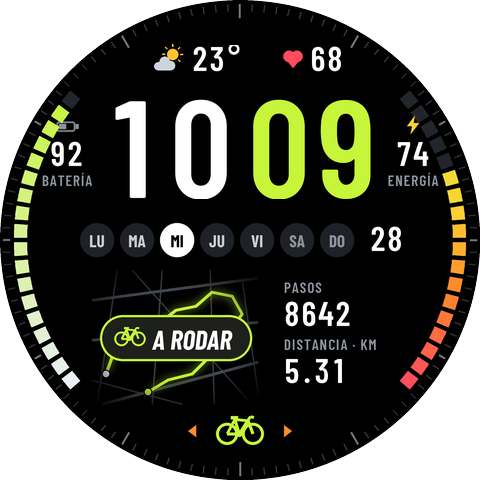 23° 68
10 09
92 74
BATERÍA ENERGÍA
LU MA MI JU VI SA DO 28
PASOS
8642
A RODAR
DISTANCIA · KM
5.31